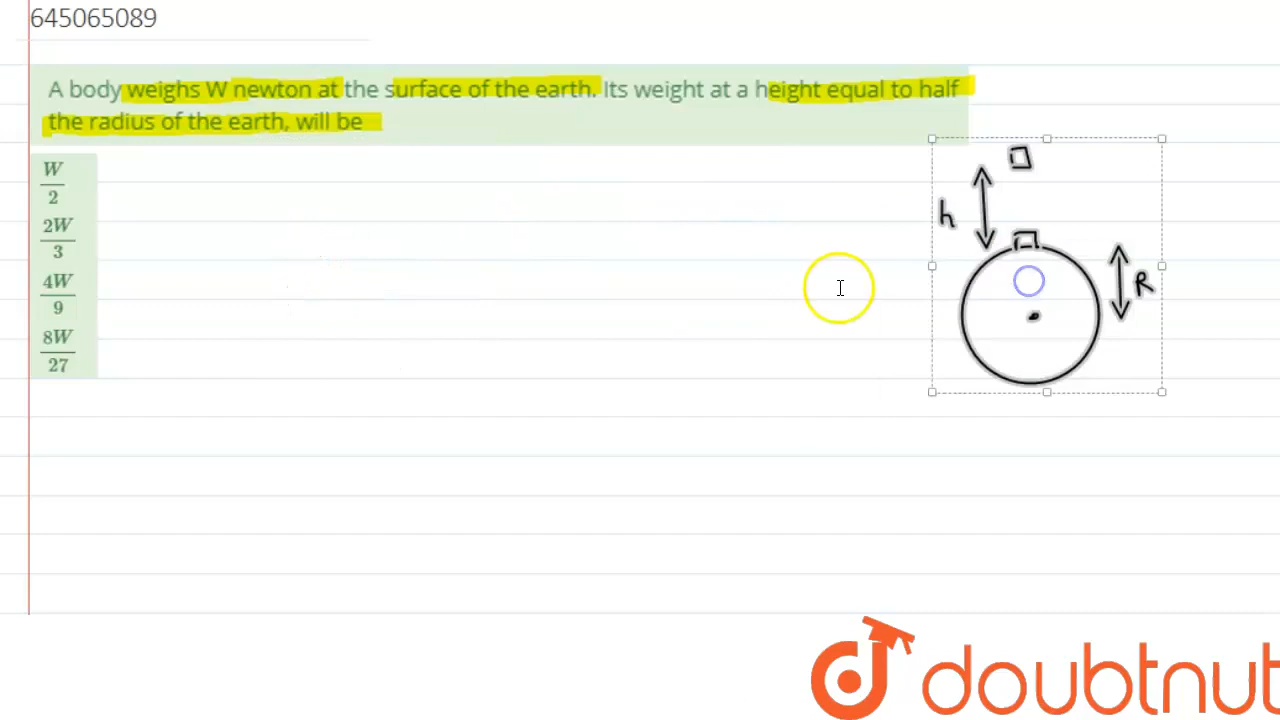 645065089
A body weighs W newton at the surface of the earth. Its weight at a height equal to half
the radius of the earth, will be
W
2
2W
3
4W
9
8W
27
h
R
doubtnut